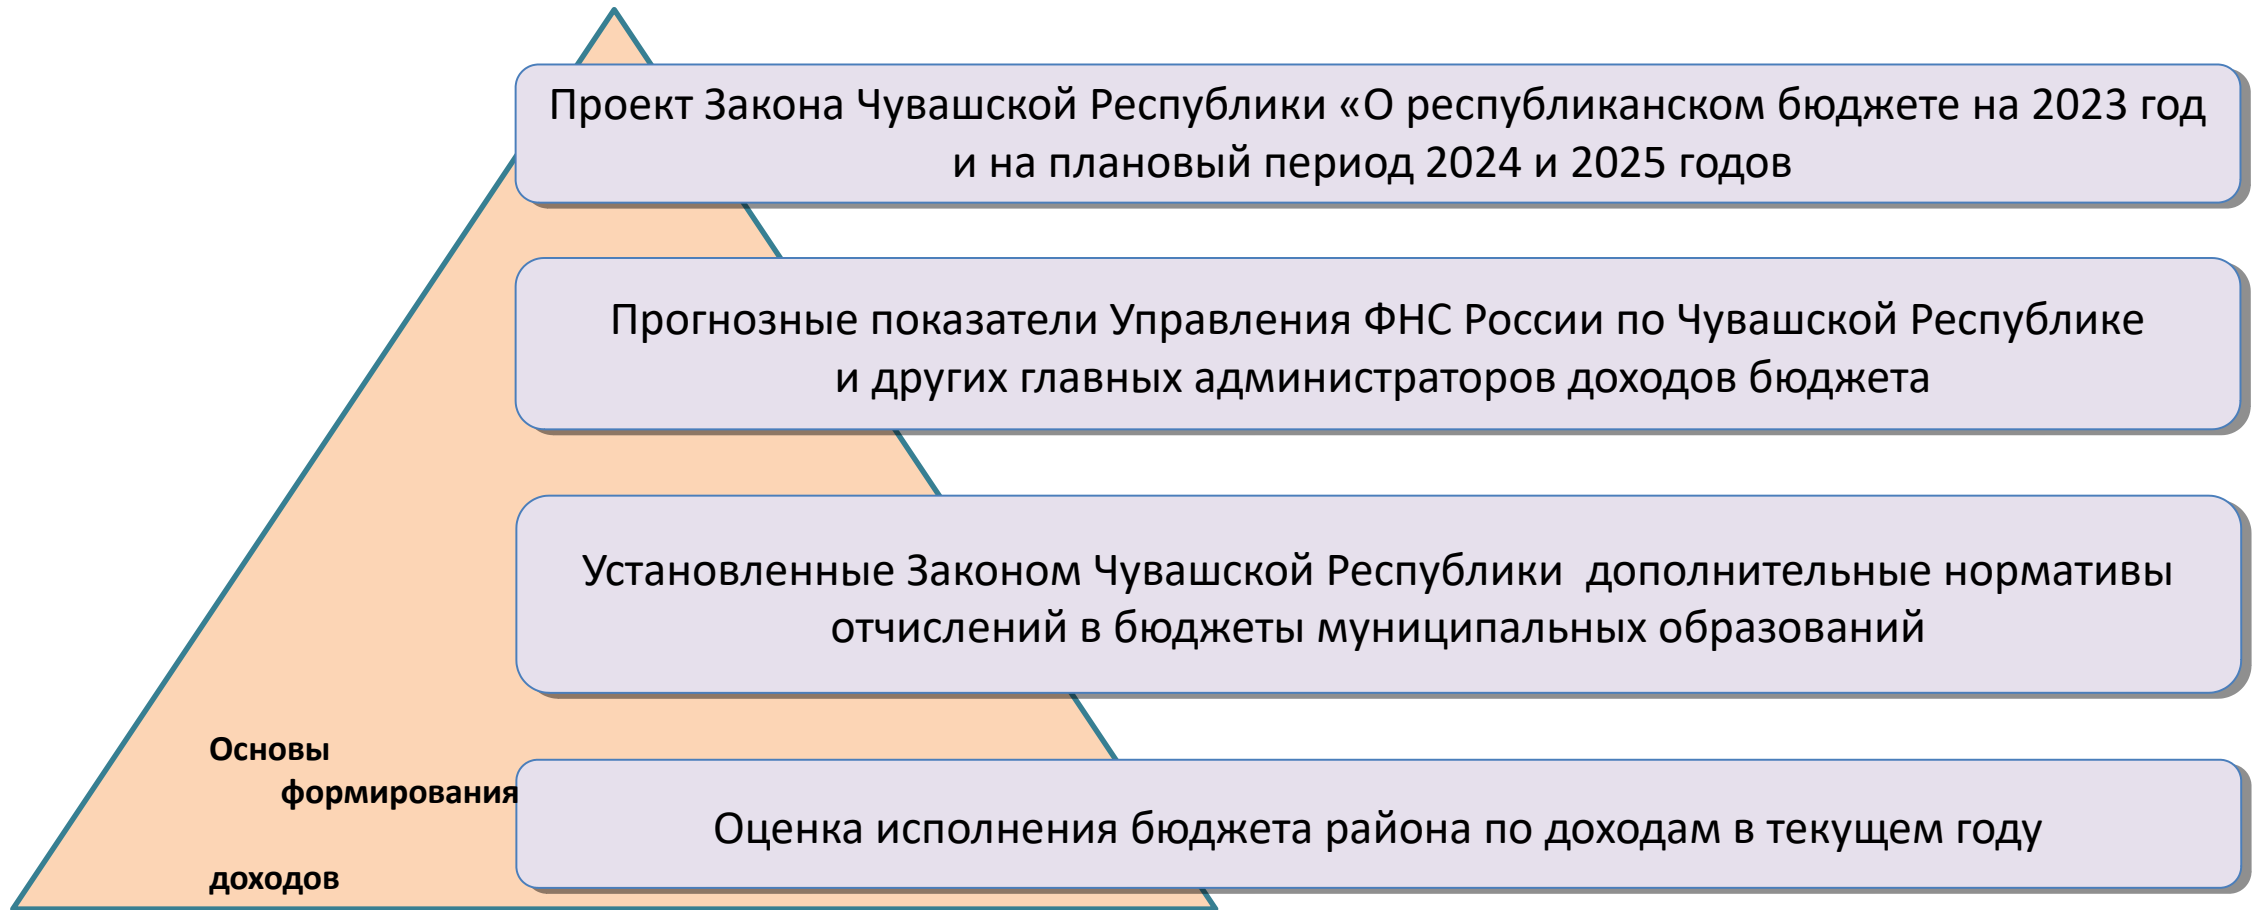 Проект Закона Чувашской Республики «О республиканском бюджете на 2023 год
и на плановый период 2024 и 2025 годов
Прогнозные показатели Управления ФНС России по Чувашской Республике
и других главных администраторов доходов бюджета
Установленные Законом Чувашской Республики  дополнительные нормативы
отчислений в бюджеты муниципальных образований
Основы
формирования
доходов
Оценка исполнения бюджета района по доходам в текущем году